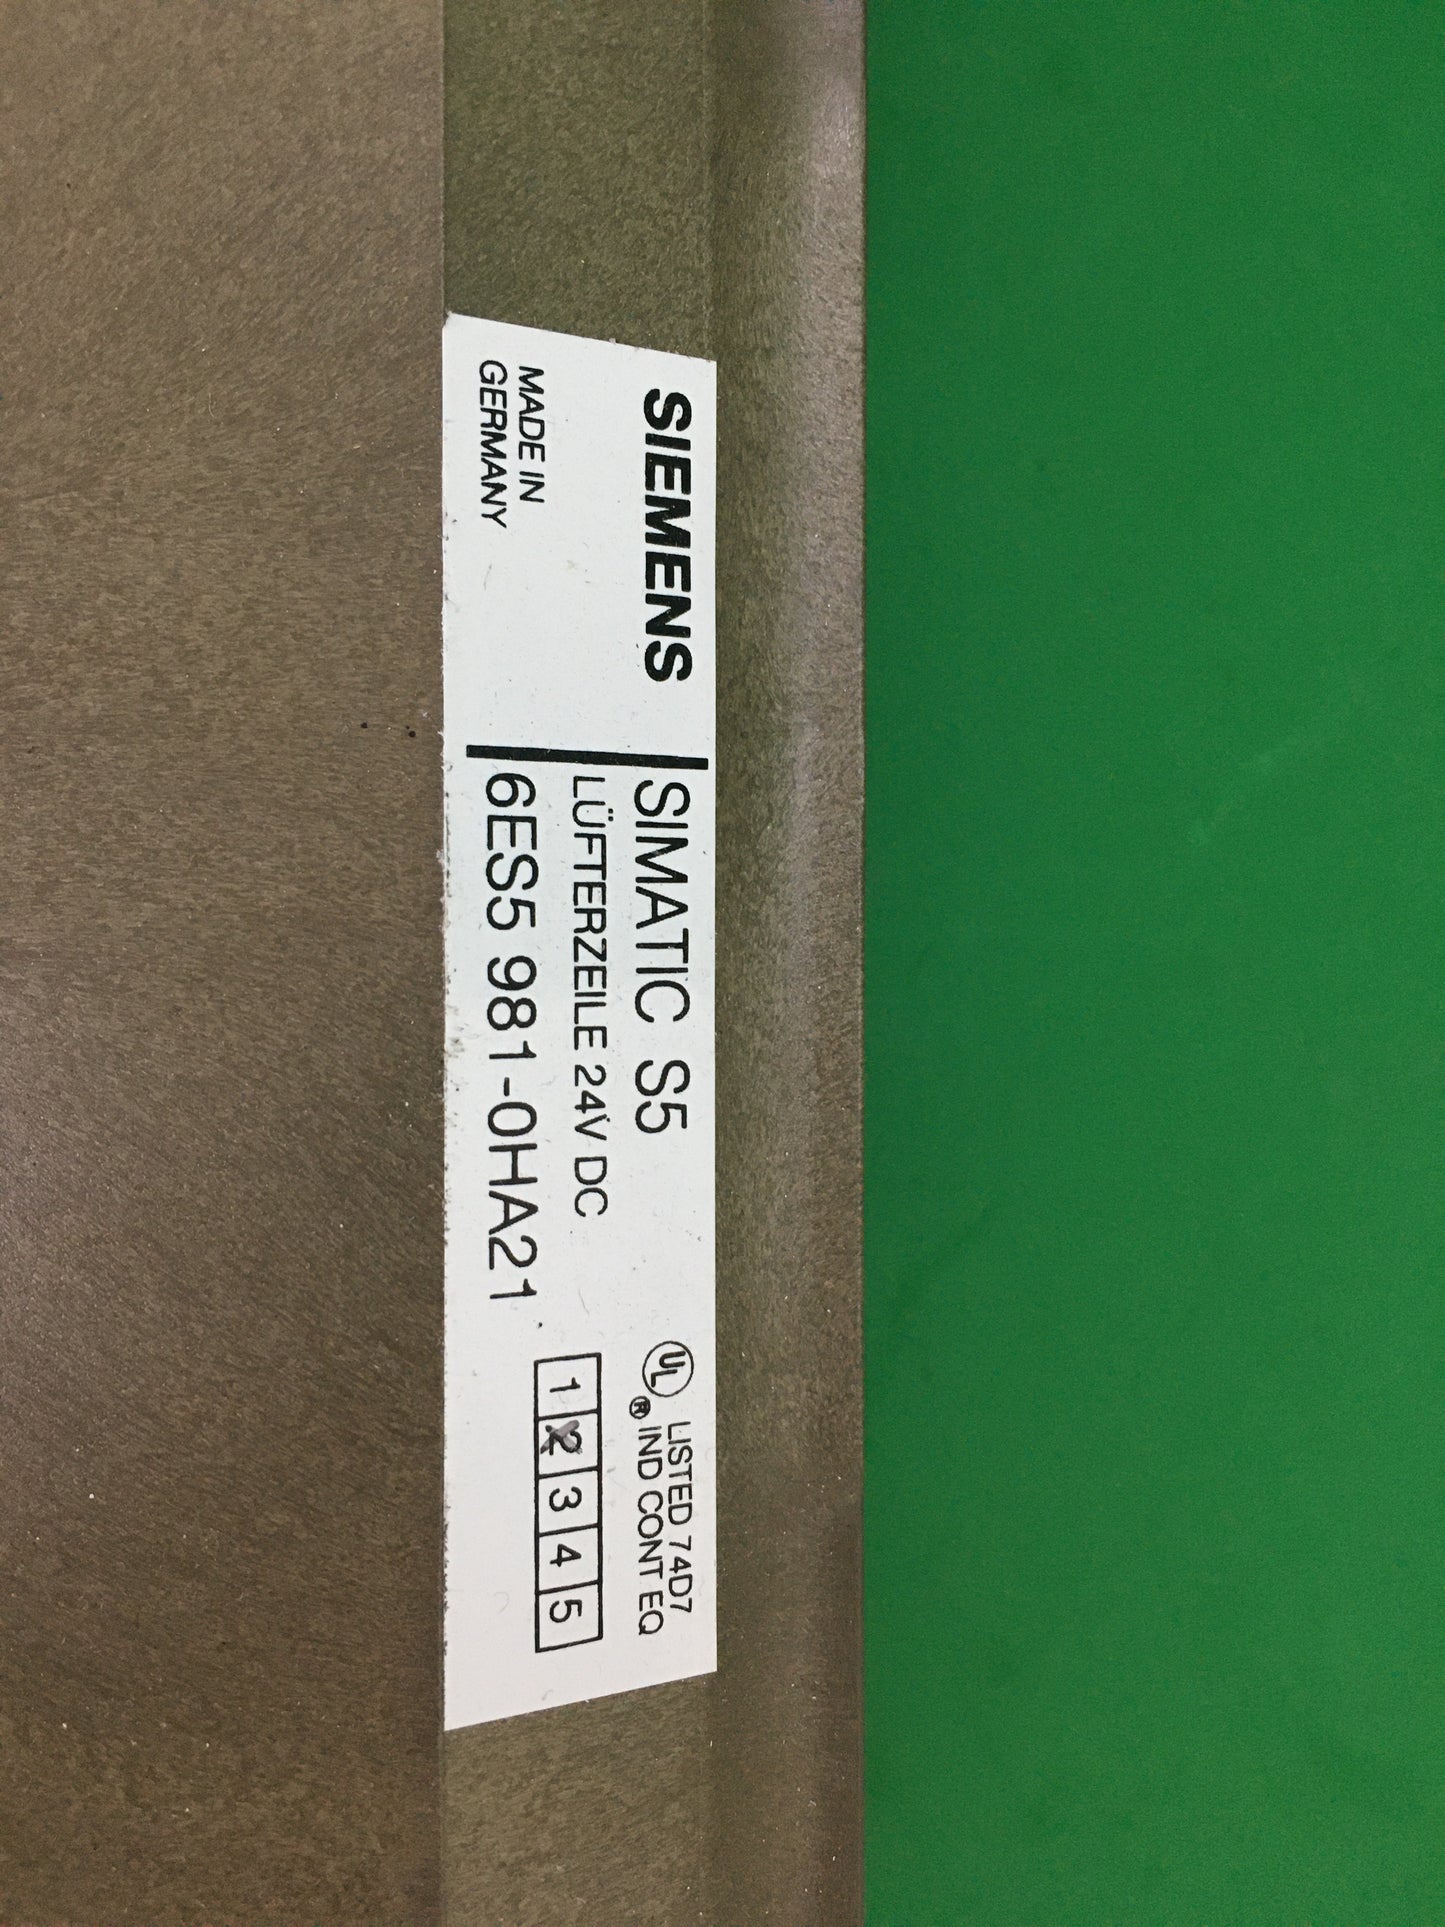 SIEMENS
MADE IN
GERMANY
SIMATIC S5
LÜFTERZEILE 24V DC
6ES5 981-0HA21
UL LISTED 74D7
® IND CONT EQ
1 2 3 4 5